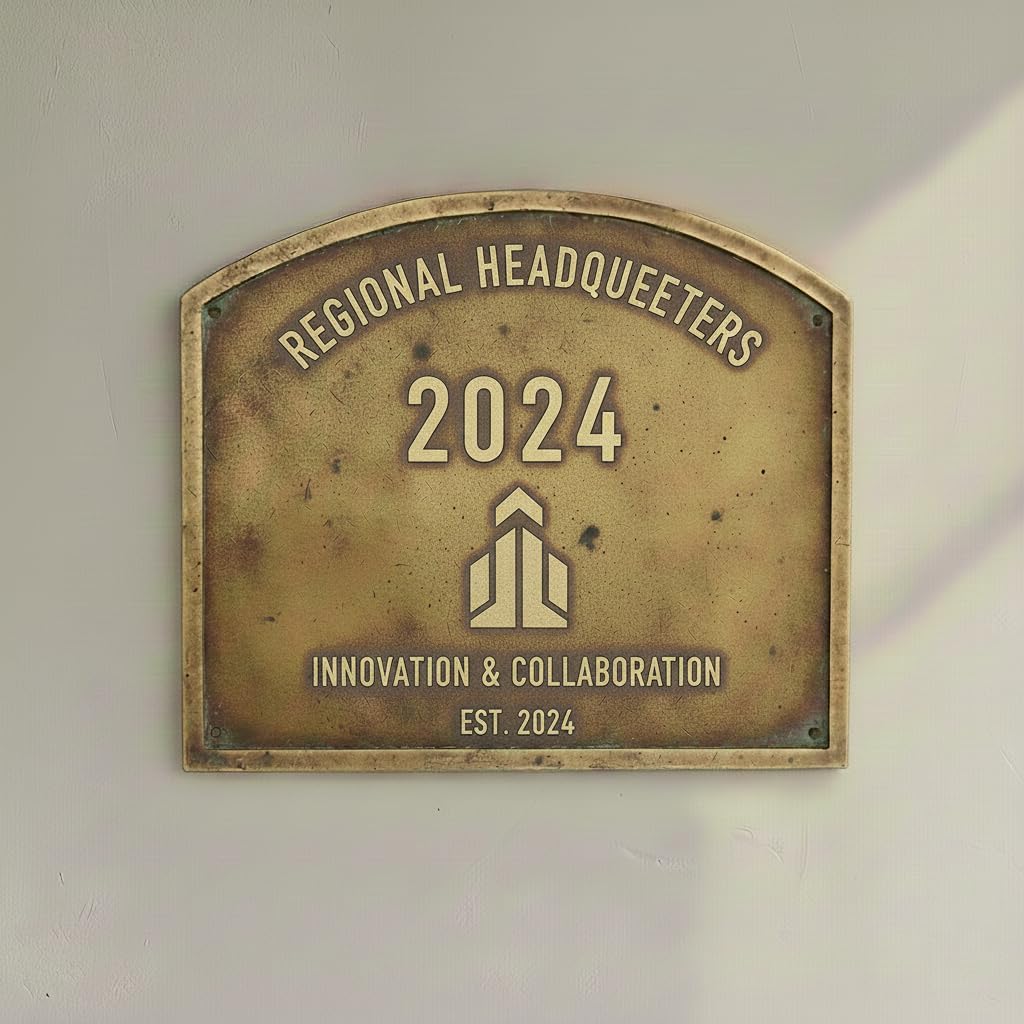 REGIONAL HEADQUEETERS
2024
INNOVATION & COLLABORATION
EST. 2024